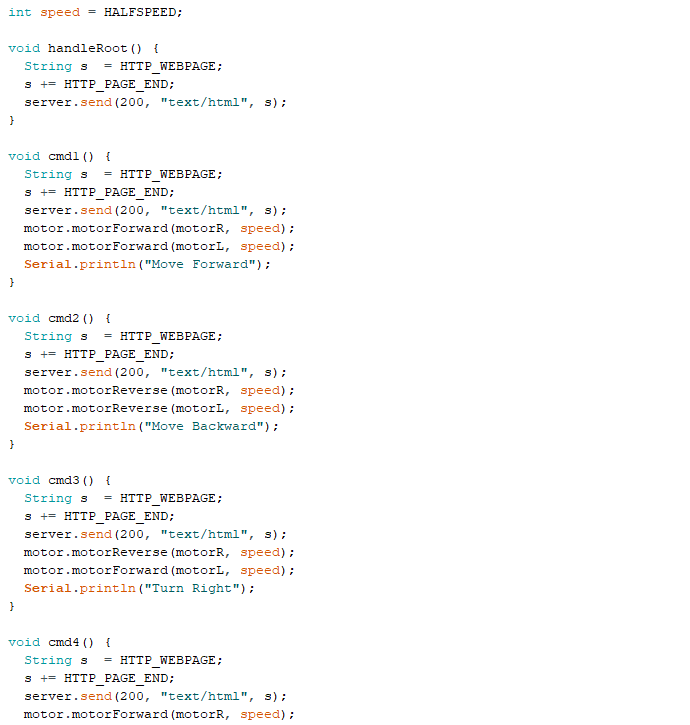 int speed = HALFSPEED;

void handleRoot() {
  String s  = HTTP_WEBPAGE;
  s += HTTP_PAGE_END;
  server.send(200, "text/html", s);
}

void cmd1() {
  String s  = HTTP_WEBPAGE;
  s += HTTP_PAGE_END;
  server.send(200, "text/html", s);
  motor.motorForward(motorR, speed);
  motor.motorForward(motorL, speed);
  Serial.println("Move Forward");
}

void cmd2() {
  String s  = HTTP_WEBPAGE;
  s += HTTP_PAGE_END;
  server.send(200, "text/html", s);
  motor.motorReverse(motorR, speed);
  motor.motorReverse(motorL, speed);
  Serial.println("Move Backward");
}

void cmd3() {
  String s  = HTTP_WEBPAGE;
  s += HTTP_PAGE_END;
  server.send(200, "text/html", s);
  motor.motorReverse(motorR, speed);
  motor.motorForward(motorL, speed);
  Serial.println("Turn Right");
}

void cmd4() {
  String s  = HTTP_WEBPAGE;
  s += HTTP_PAGE_END;
  server.send(200, "text/html", s);
  motor.motorForward(motorR, speed);